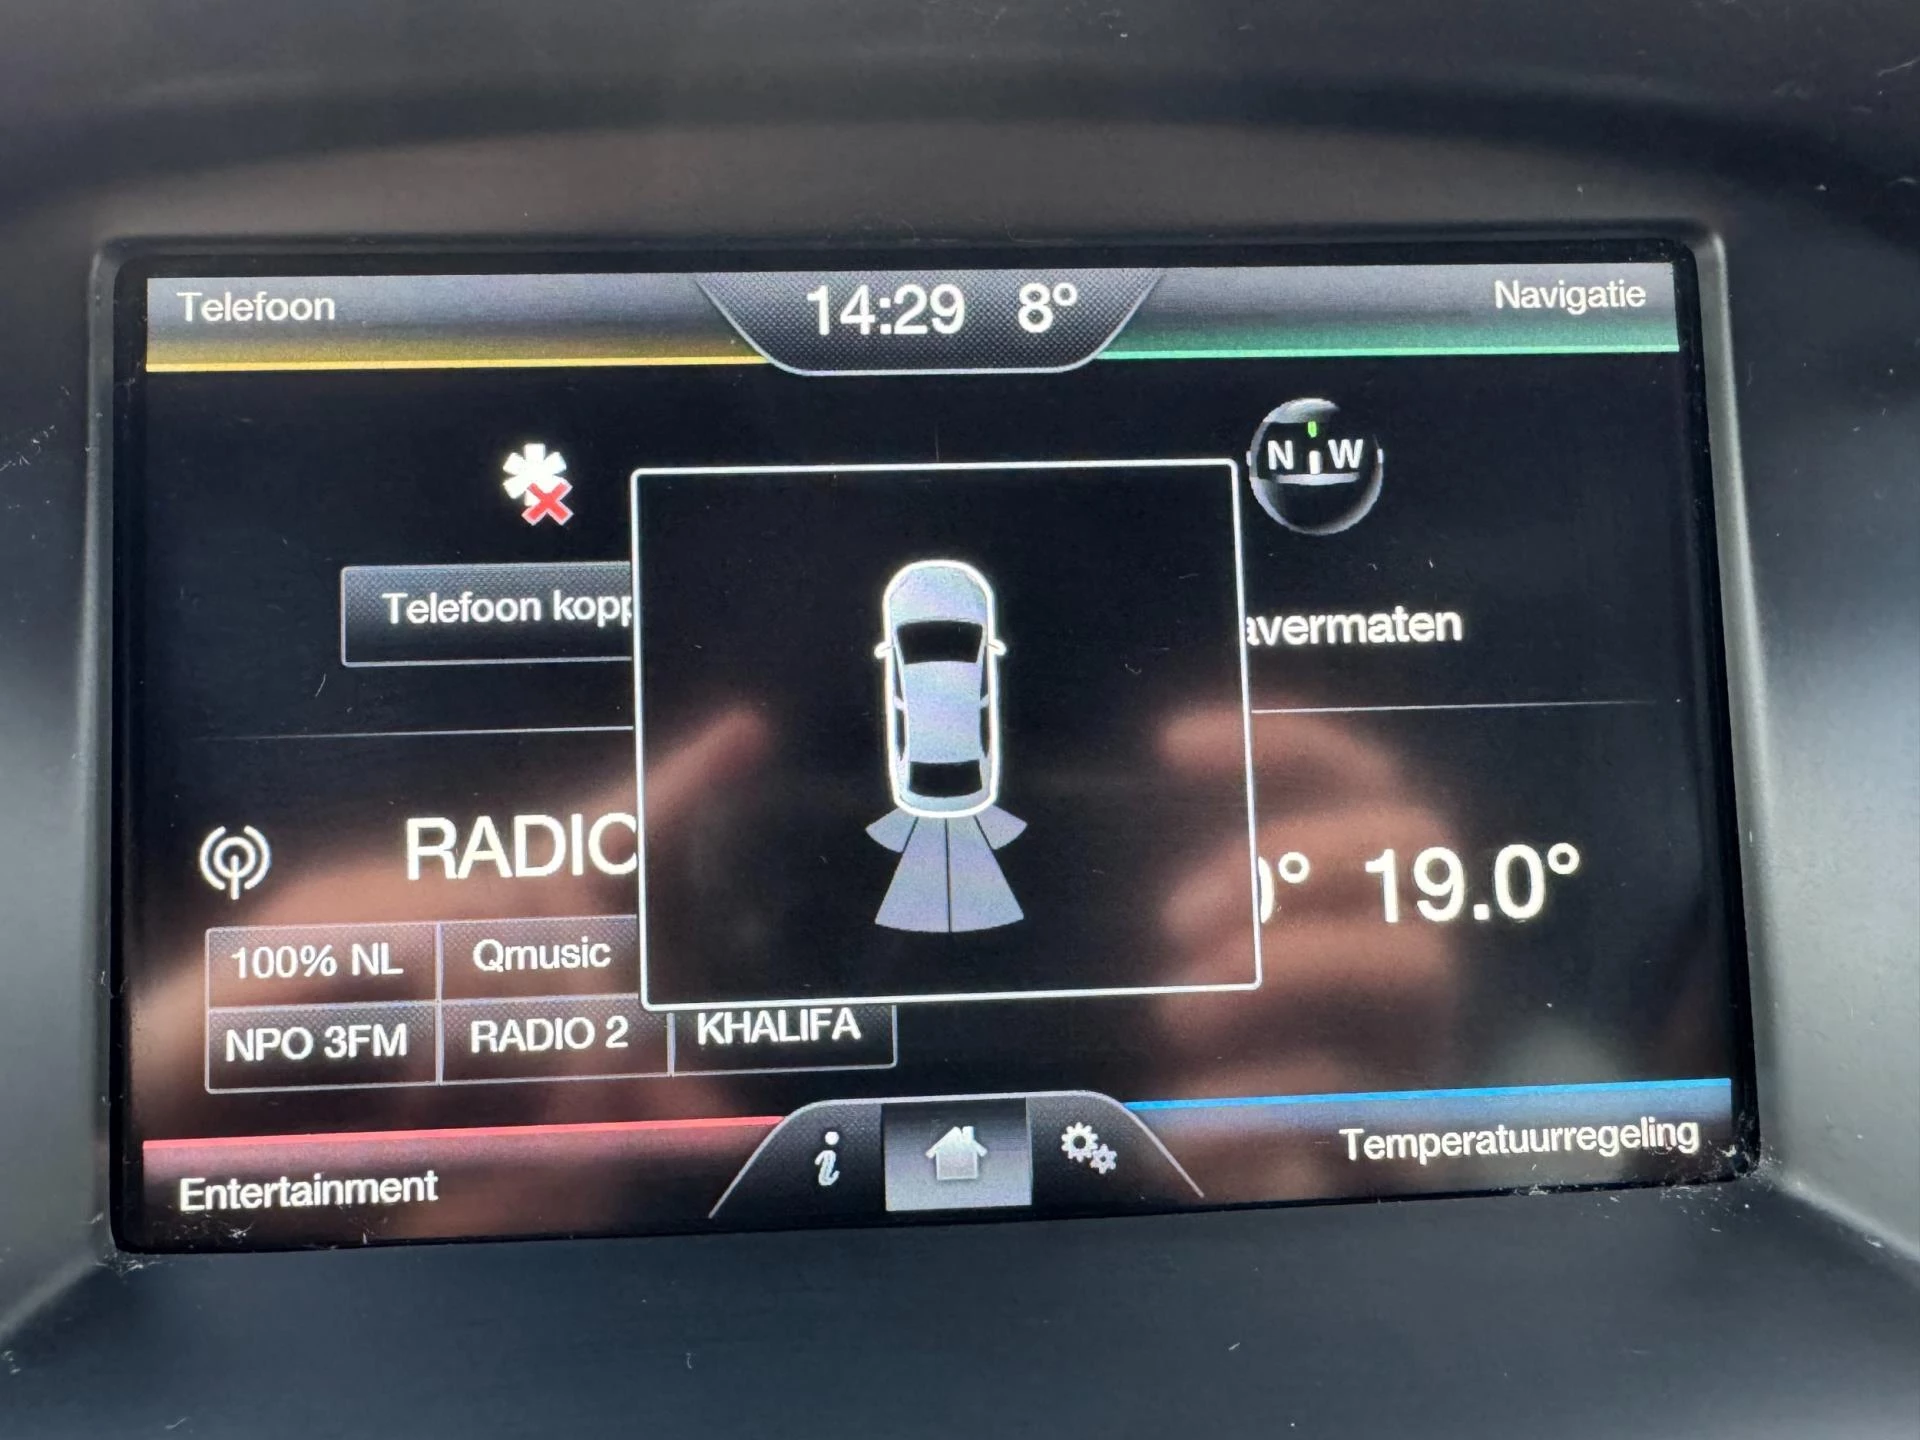 Telefoon
14:29 8°
Navigatie
N W
Telefoon kopp
avermaten
RADIO
° 19.0°
100% NL
Qmusic
NPO 3FM
RADIO 2
KHALIFA
Entertainment
i
Temperatuurregeling